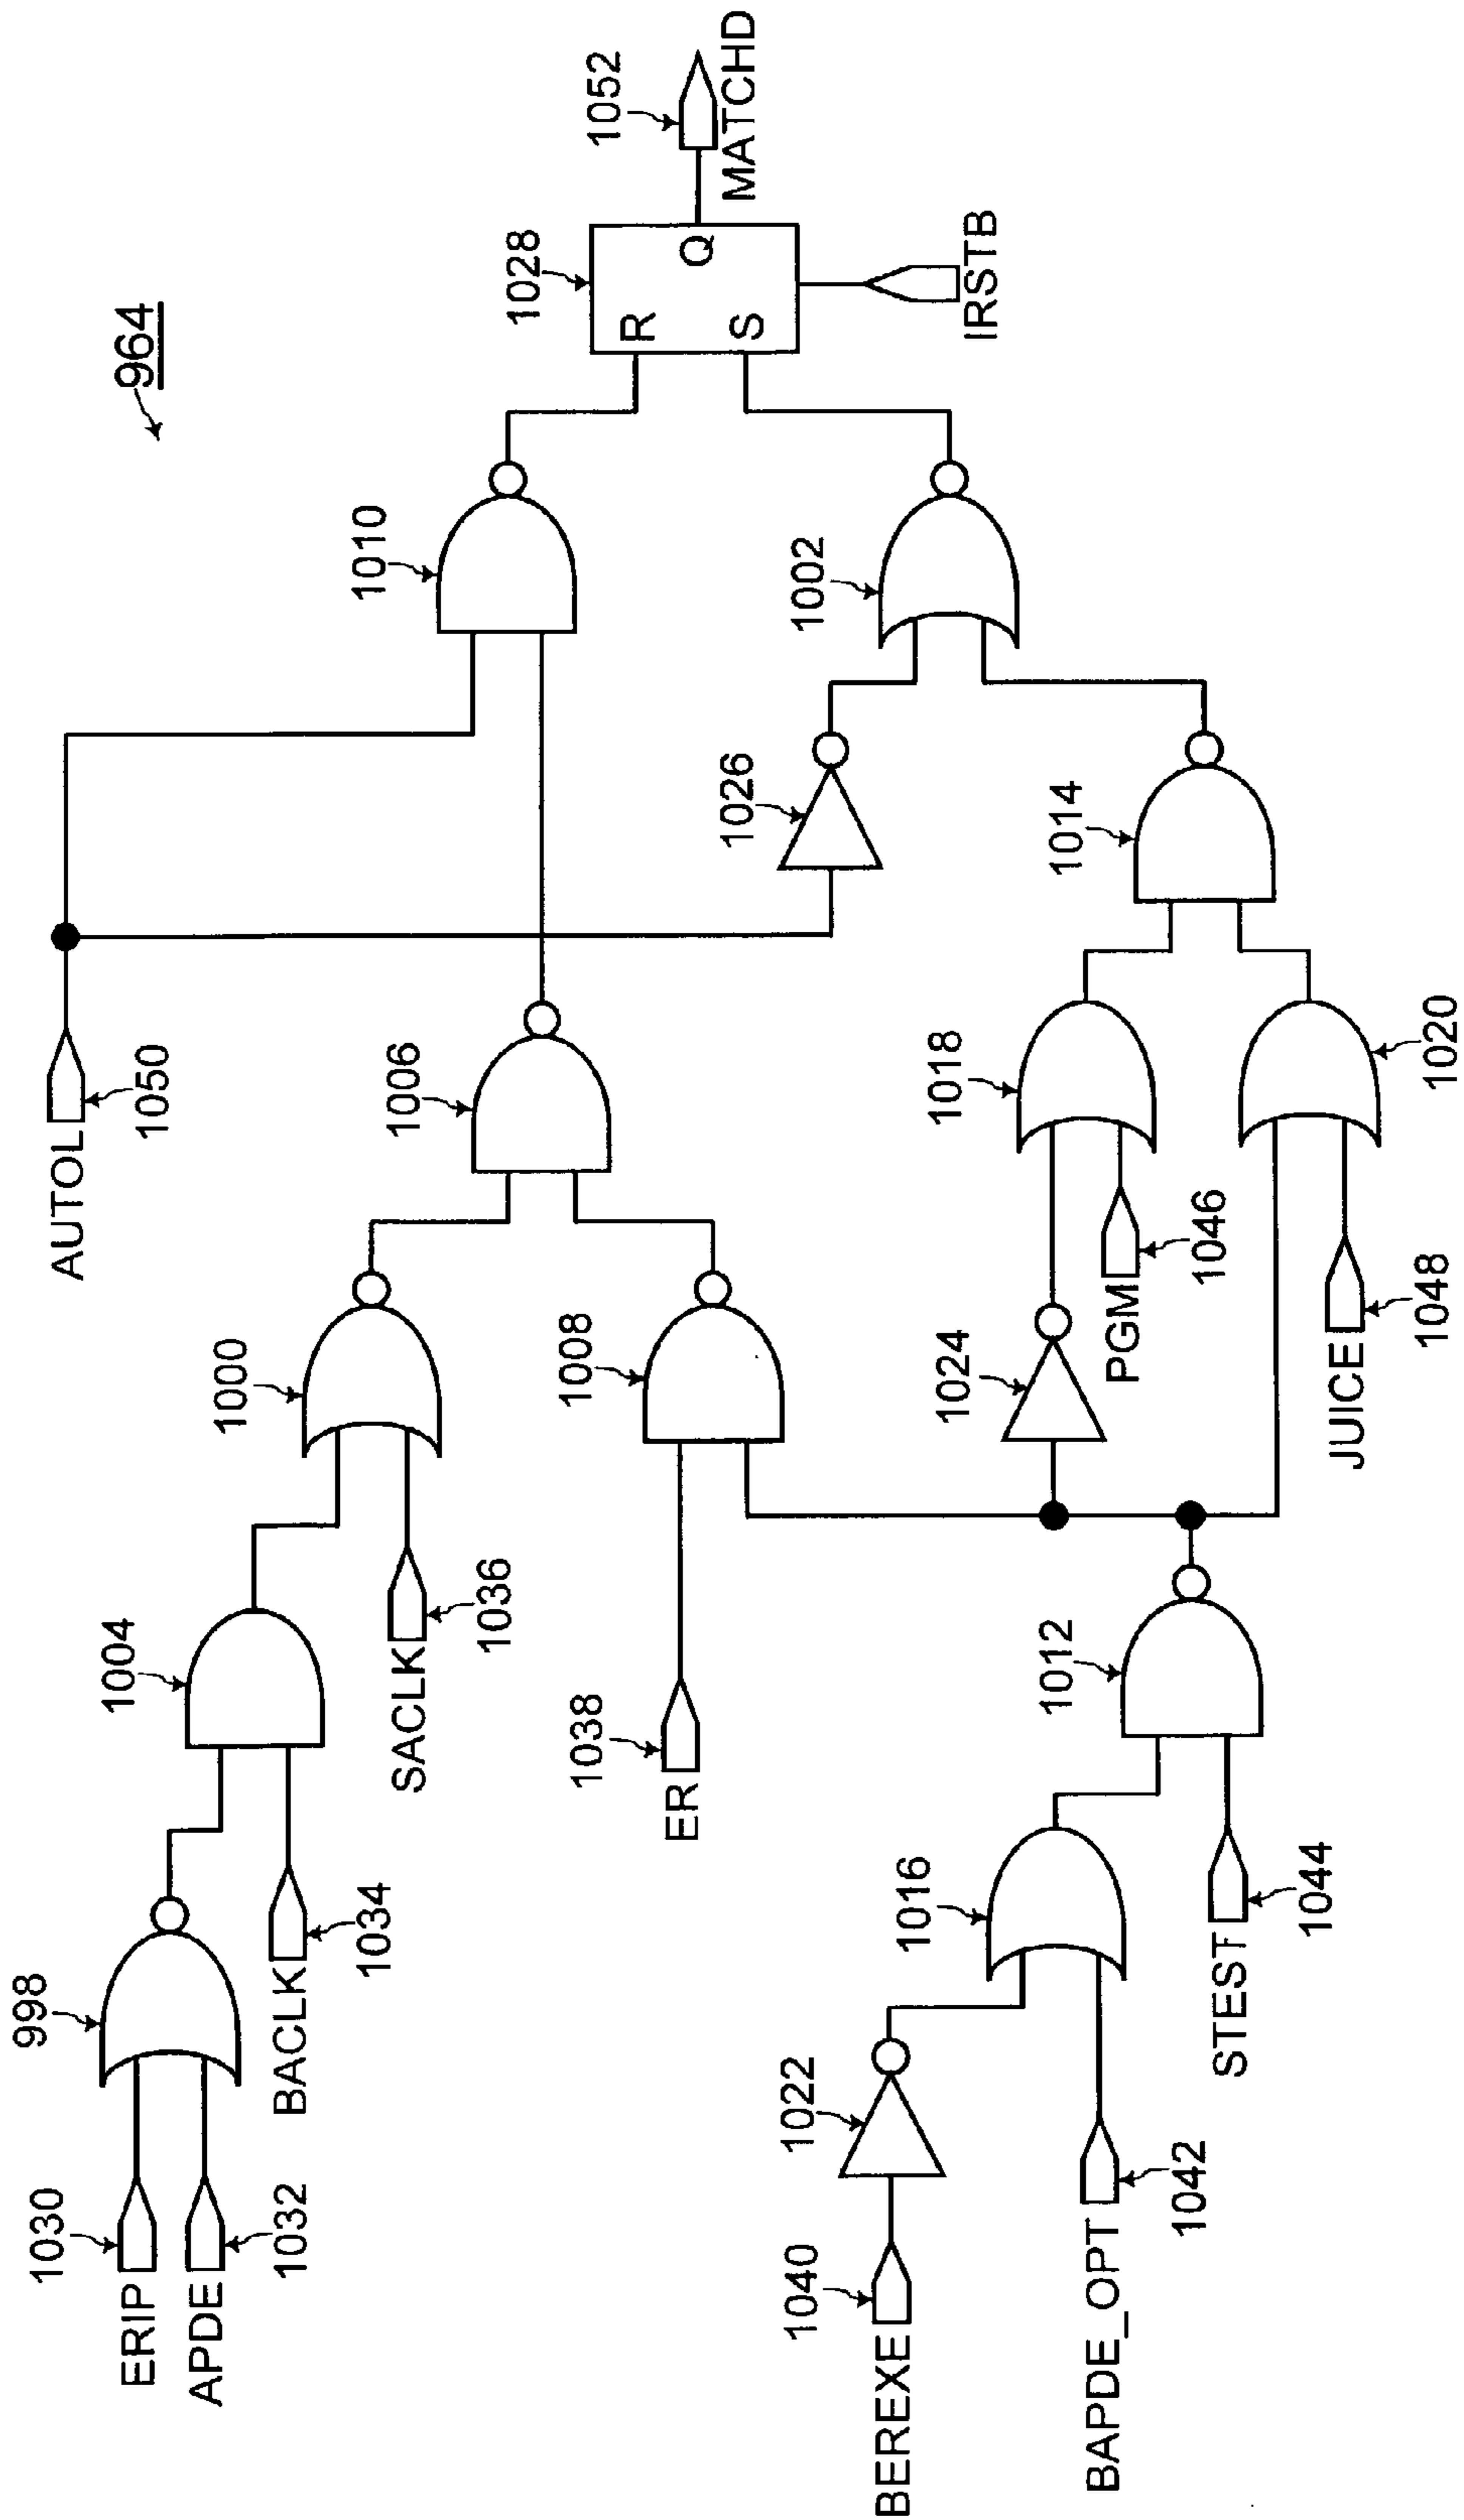 964
AUTOL
1050
1010
1028
R
S
Q
1052
MATCHD
IRSTB
1002
1026
1014
1006
1018
1020
1046
PGM
1048
JUICE
1000
1008
1024
1004
1036
SACLK
1038
ER
1012
998
1034
BACLK
1016
1044
STEST
1030
ERIP
1032
APDE
1022
1040
BEREXE
1042
BAPDE_OPT